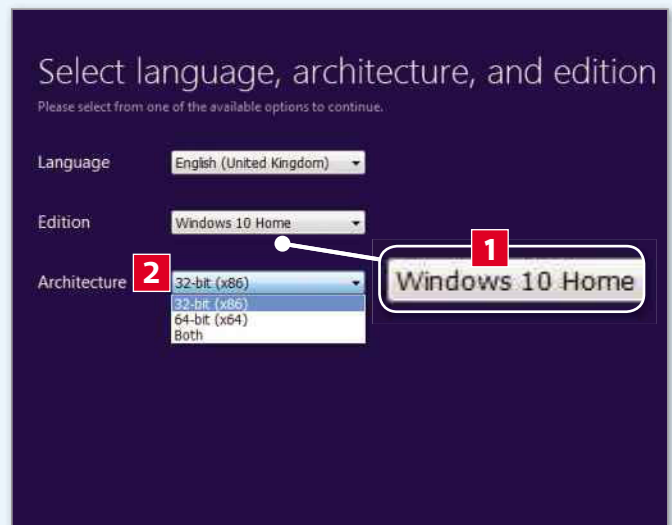 Select language, architecture, and edition
Please select from one of the available options to continue.
Language English (United Kingdom)
Edition Windows 10 Home
1
Windows 10 Home
Architecture 2 32-bit (x86)
32-bit (x86)
64-bit (x64)
Both